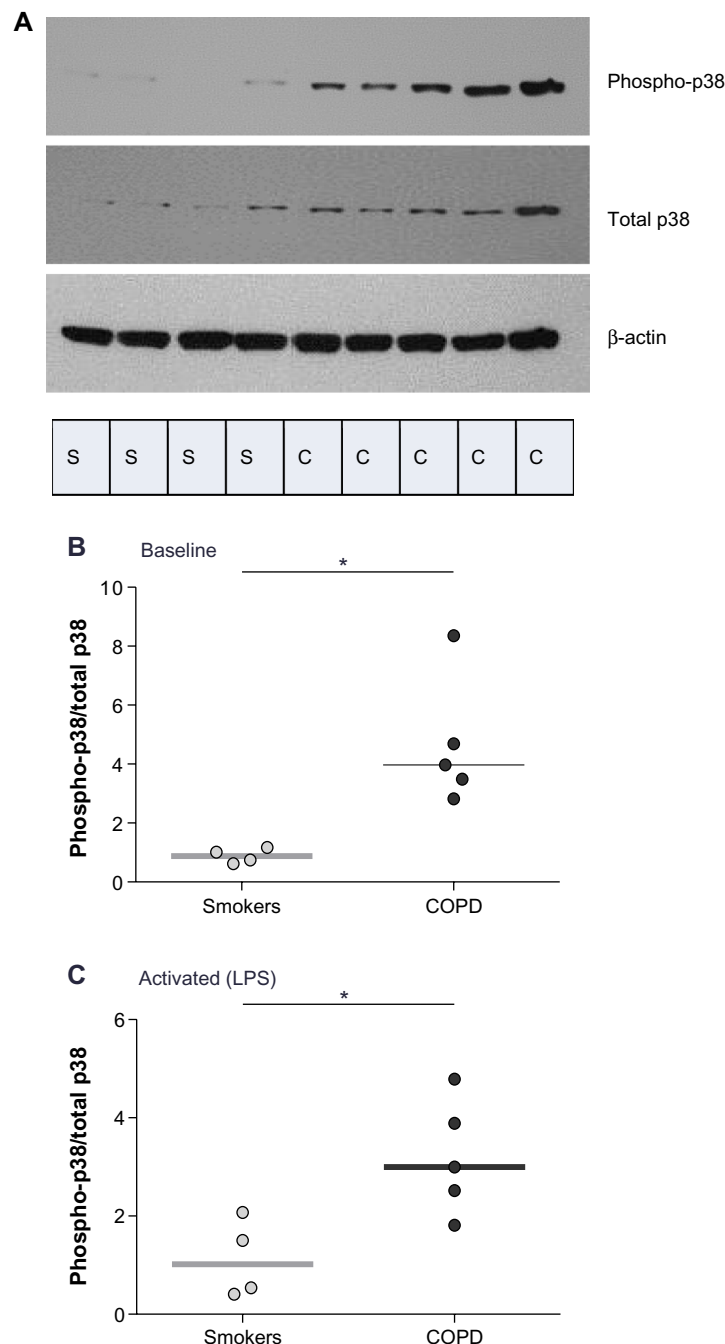 A
Phospho-p38
Total p38
β-actin
S S S S C C C C C
B Baseline
*
Phospho-p38/total p38
10
8
6
4
2
0
Smokers COPD
C Activated (LPS)
*
Phospho-p38/total p38
6
4
2
0
Smokers COPD